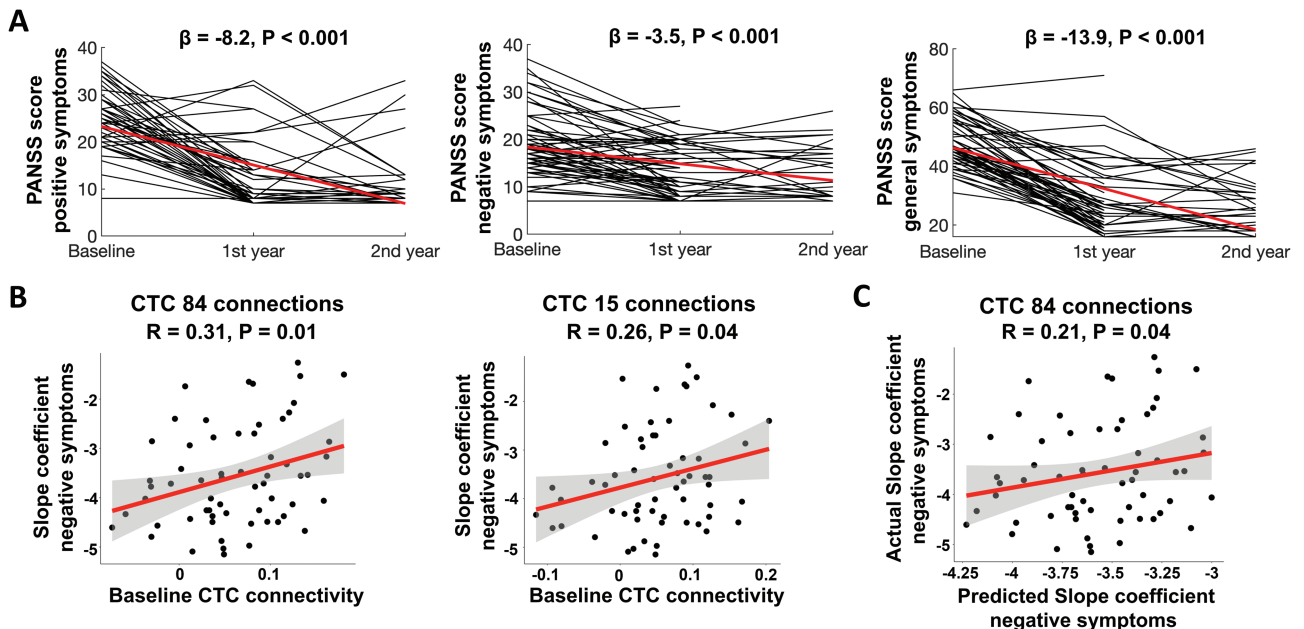 A
β = -8.2, P < 0.001
PANSS score
positive symptoms
40
30
20
10
0
Baseline
1st year
2nd year
β = -3.5, P < 0.001
PANSS score
negative symptoms
40
30
20
10
0
Baseline
1st year
2nd year
β = -13.9, P < 0.001
PANSS score
general symptoms
80
60
40
20
Baseline
1st year
2nd year
B
CTC 84 connections
R = 0.31, P = 0.01
Slope coefficient
negative symptoms
-2
-3
-4
-5
0
0.1
Baseline CTC connectivity
CTC 15 connections
R = 0.26, P = 0.04
Slope coefficient
negative symptoms
-2
-3
-4
-5
-0.1
0
0.1
0.2
Baseline CTC connectivity
C
CTC 84 connections
R = 0.21, P = 0.04
Actual Slope coefficient
negative symptoms
-2
-3
-4
-5
-4.25
-4
-3.75
-3.5
-3.25
-3
Predicted Slope coefficient
negative symptoms